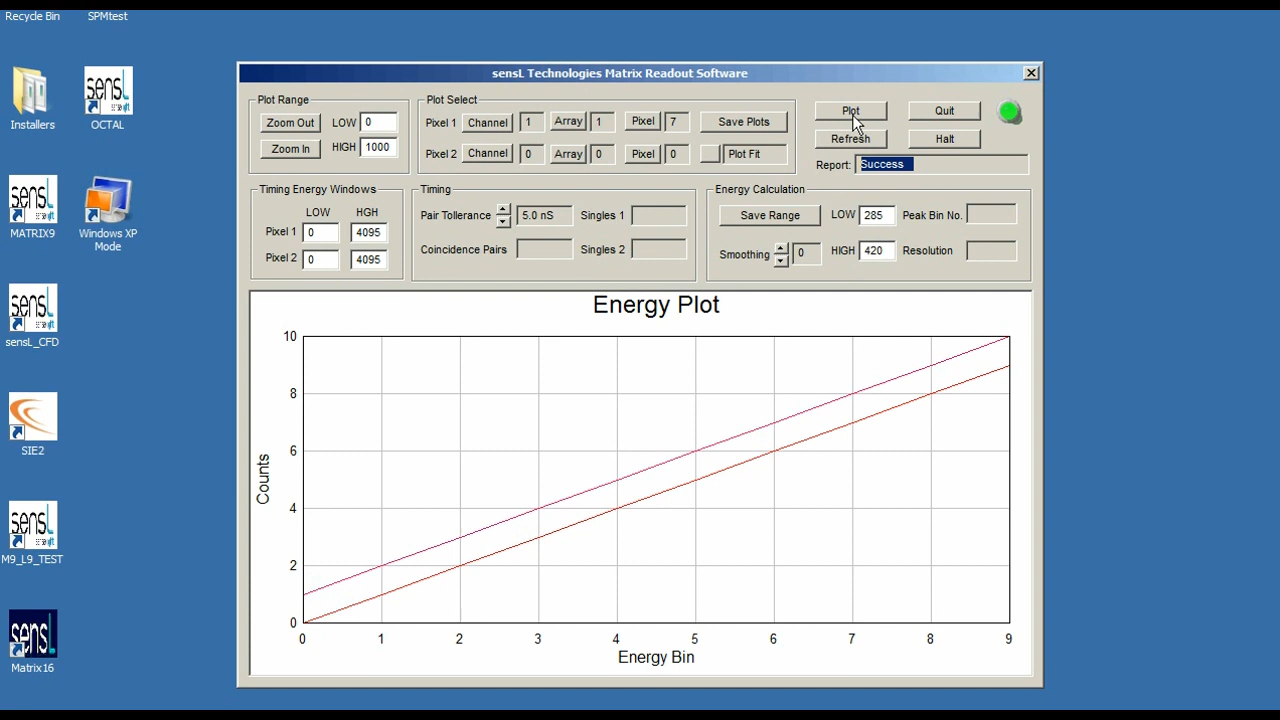 Recycle Bin
SPMtest
sensL
Installers
OCTAL
sensL
MATRIX9
Windows XP
Mode
sensL
sensL_CFD
SIE2
sensL
M9_L9_TEST
sensL
Matrix16
sensL Technologies Matrix Readout Software
Plot Range
Zoom Out LOW 0
Zoom In HIGH 1000
Plot Select
Pixel 1 Channel 1 Array 1 Pixel 7 Save Plots
Pixel 2 Channel 0 Array 0 Pixel 0 Plot Fit
Plot Quit
Refresh Halt
Report: Success
Timing Energy Windows
LOW HGH
Pixel 1 0 4095
Pixel 2 0 4095
Timing
Pair Tollerance 5.0 nS Singles 1
Coincidence Pairs Singles 2
Energy Calculation
Save Range LOW 285 Peak Bin No.
Smoothing 0 HIGH 420 Resolution
Energy Plot
10
8
6
4
2
0
Counts
0 1 2 3 4 5 6 7 8 9
Energy Bin